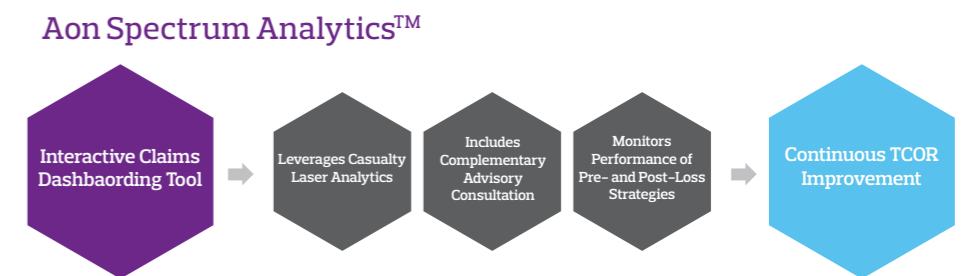 Aon Spectrum Analytics™
Interactive Claims
Dashbaording Tool
Leverages Casualty
Laser Analytics
Includes
Complementary
Advisory
Consultation
Monitors
Performance of
Pre- and Post-Loss
Strategies
Continuous TCOR
Improvement